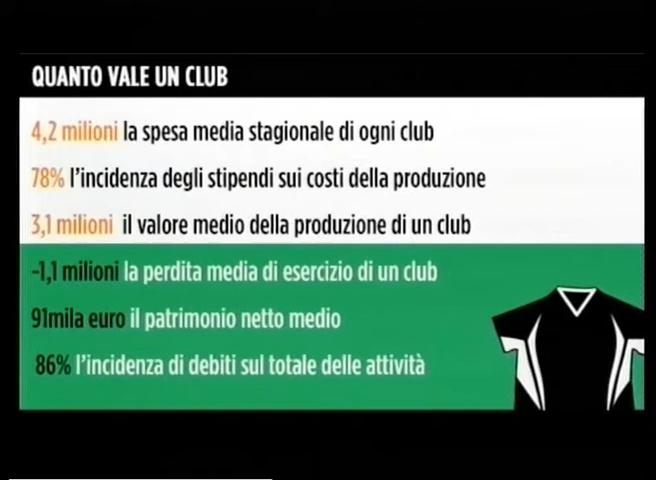 QUANTO VALE UN CLUB
4,2 milioni la spesa media stagionale di ogni club
78% l'incidenza degli stipendi sui costi della produzione
3,1 milioni il valore medio della produzione di un club
-1,1 milioni la perdita media di esercizio di un club
91mila euro il patrimonio netto medio
86% l'incidenza di debiti sul totale delle attività